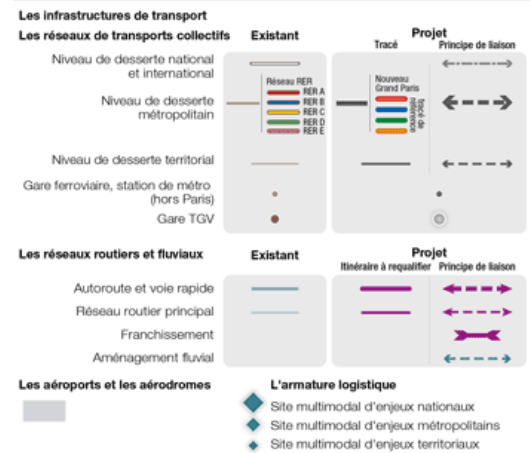 Les infrastructures de transport
Les réseaux de transports collectifs Existant Projet
Tracé Principe de liaison
Niveau de desserte national
et international
Réseau RER
RER A
RER B
RER C
RER D
RER E
Nouveau
Grand Paris
tracé de
référence
Niveau de desserte
métropolitain
Niveau de desserte territorial
Gare ferroviaire, station de métro
(hors Paris)
Gare TGV
Les réseaux routiers et fluviaux Existant Projet
Itinéraire à requalifier Principe de liaison
Autoroute et voie rapide
Réseau routier principal
Franchissement
Aménagement fluvial
Les aéroports et les aérodromes L'armature logistique
Site multimodal d'enjeux nationaux
Site multimodal d'enjeux métropolitains
Site multimodal d'enjeux territoriaux